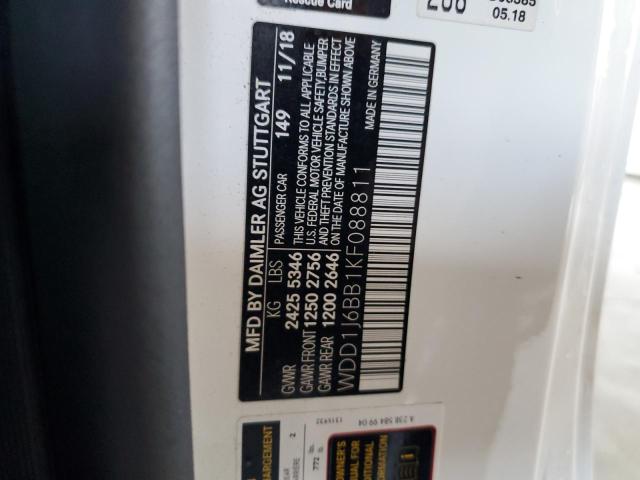 Rescue Card
05.18
MFD BY DAIMLER AG STUTTGART
PASSENGER CAR 149 11/18
KG LBS
GVWR 2425 5346
GAWR FRONT 1250 2756
GAWR REAR 1200 2646
THIS VEHICLE CONFORMS TO ALL APPLICABLE
U.S. FEDERAL MOTOR VEHICLE SAFETY, BUMPER
AND THEFT PREVENTION STANDARDS IN EFFECT
ON THE DATE OF MANUFACTURE SHOWN ABOVE
WDD1J6BB1KF088811 MADE IN GERMANY
A 238 584 99 04
2
772